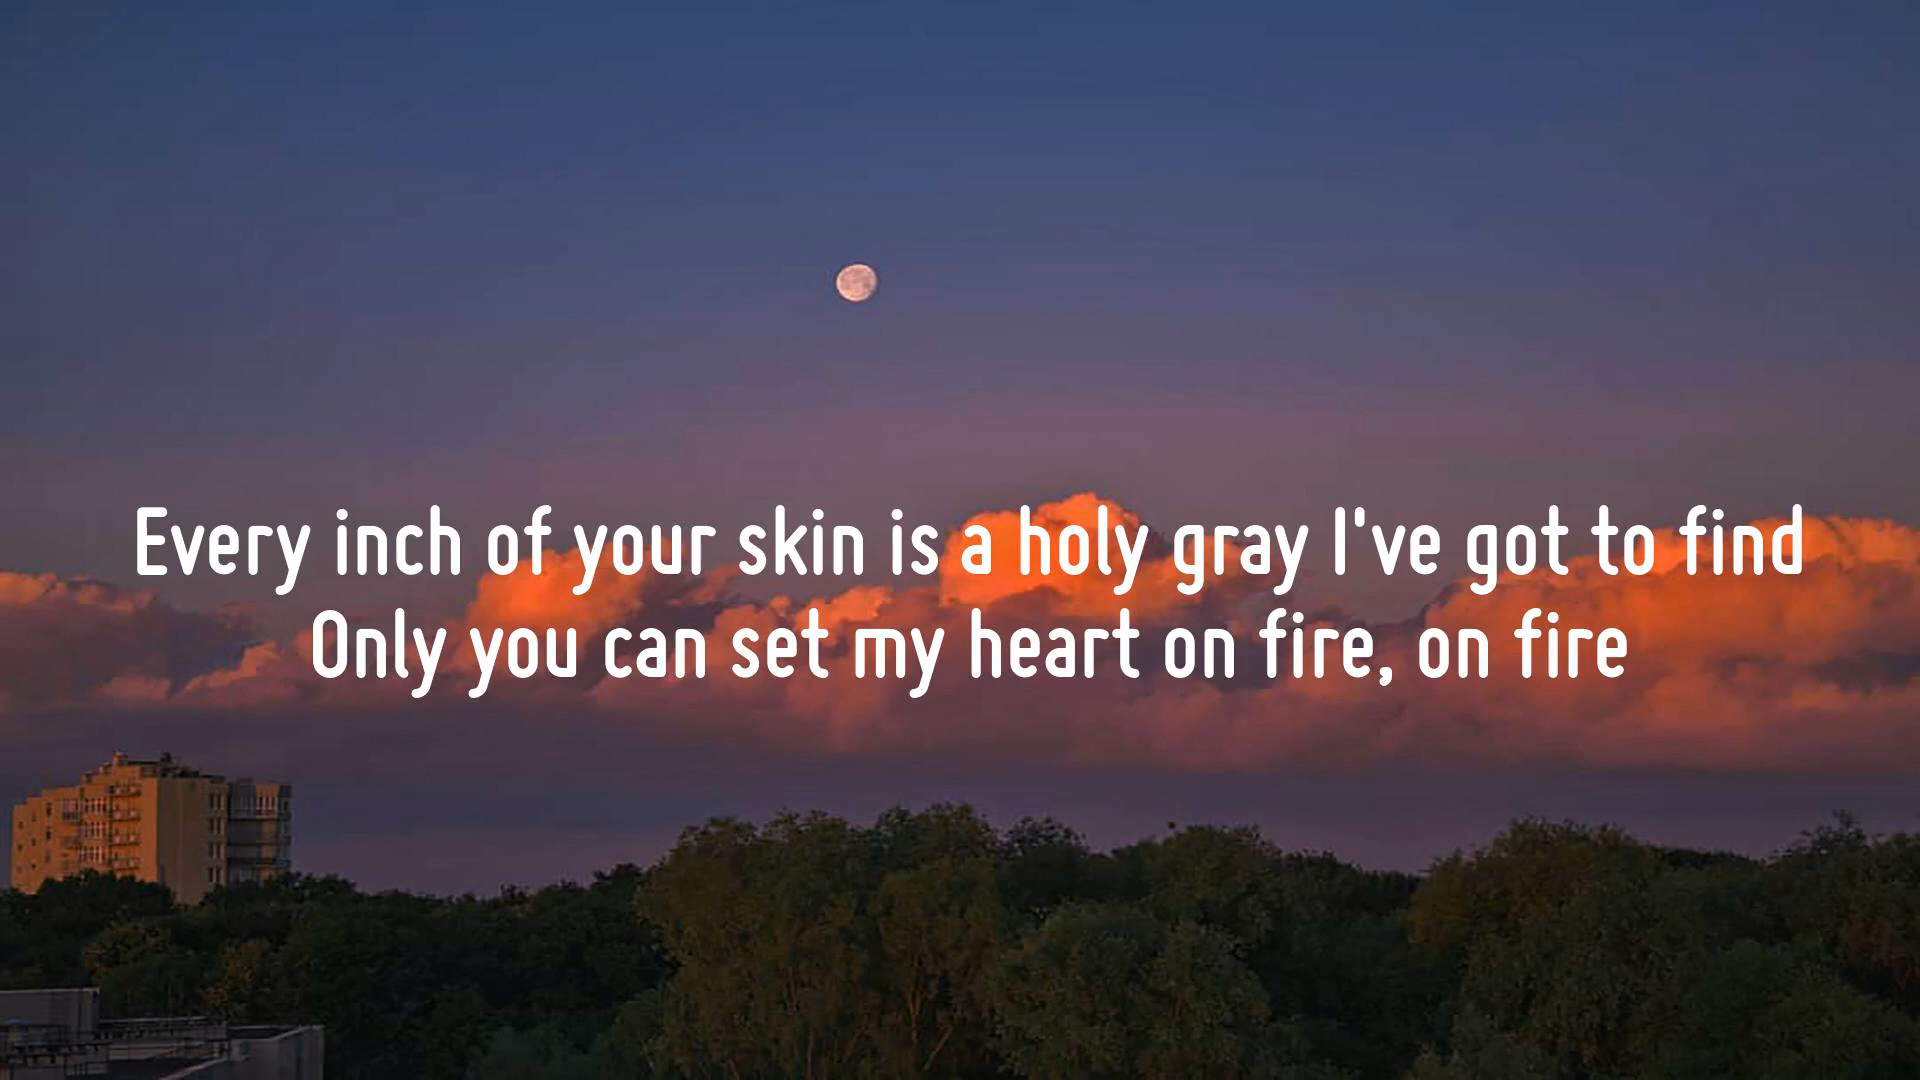 Every inch of your skin is a holy gray I've got to find
Only you can set my heart on fire, on fire